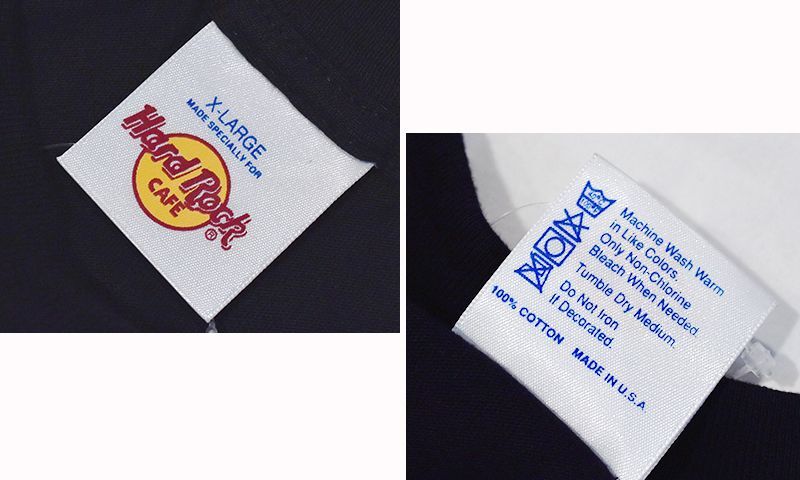 X-LARGE
MADE SPECIALLY FOR
Hard Rock
CAFE
®
Machine Wash Warm
in Like Colors,
Only Non-Chlorine
Bleach When Needed.
Tumble Dry Medium.
Do Not Iron
If Decorated.
100% COTTON MADE IN U.S.A.